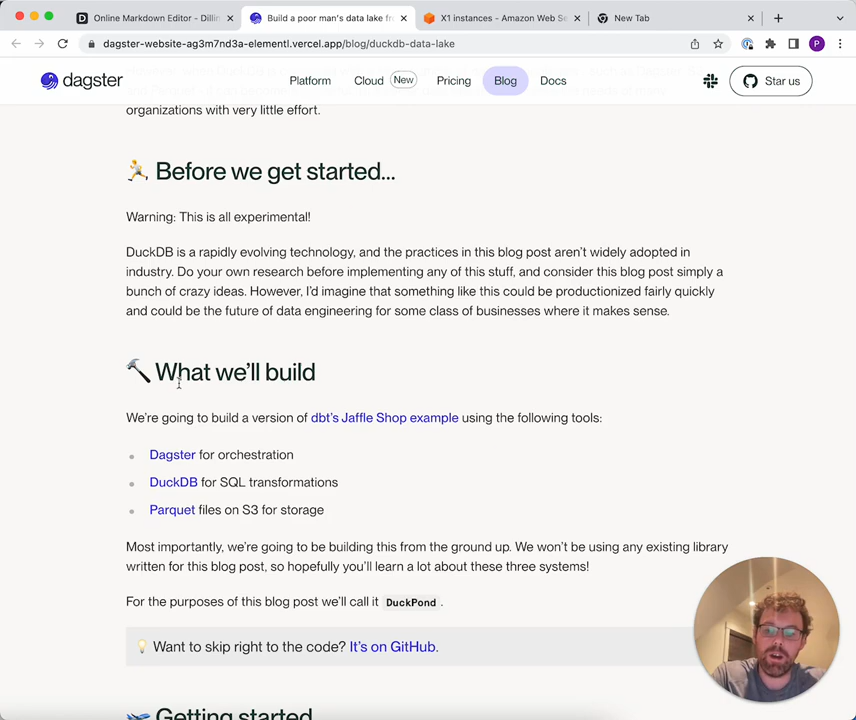 Online Markdown Editor - Dillin
Build a poor man's data lake fr
X1 instances - Amazon Web Se
New Tab
dagster-website-ag3m7nd3a-elementl.vercel.app/blog/duckdb-data-lake
P
dagster
Platform
Cloud New
Pricing
Blog
Docs
Star us
organizations with very little effort.
Before we get started...
Warning: This is all experimental!
DuckDB is a rapidly evolving technology, and the practices in this blog post aren't widely adopted in
industry. Do your own research before implementing any of this stuff, and consider this blog post simply a
bunch of crazy ideas. However, I'd imagine that something like this could be productionized fairly quickly
and could be the future of data engineering for some class of businesses where it makes sense.
What we'll build
We're going to build a version of dbt's Jaffle Shop example using the following tools:
Dagster for orchestration
DuckDB for SQL transformations
Parquet files on S3 for storage
Most importantly, we're going to be building this from the ground up. We won't be using any existing library
written for this blog post, so hopefully you'll learn a lot about these three systems!
For the purposes of this blog post we'll call it DuckPond .
Want to skip right to the code? It's on GitHub.
Getting started